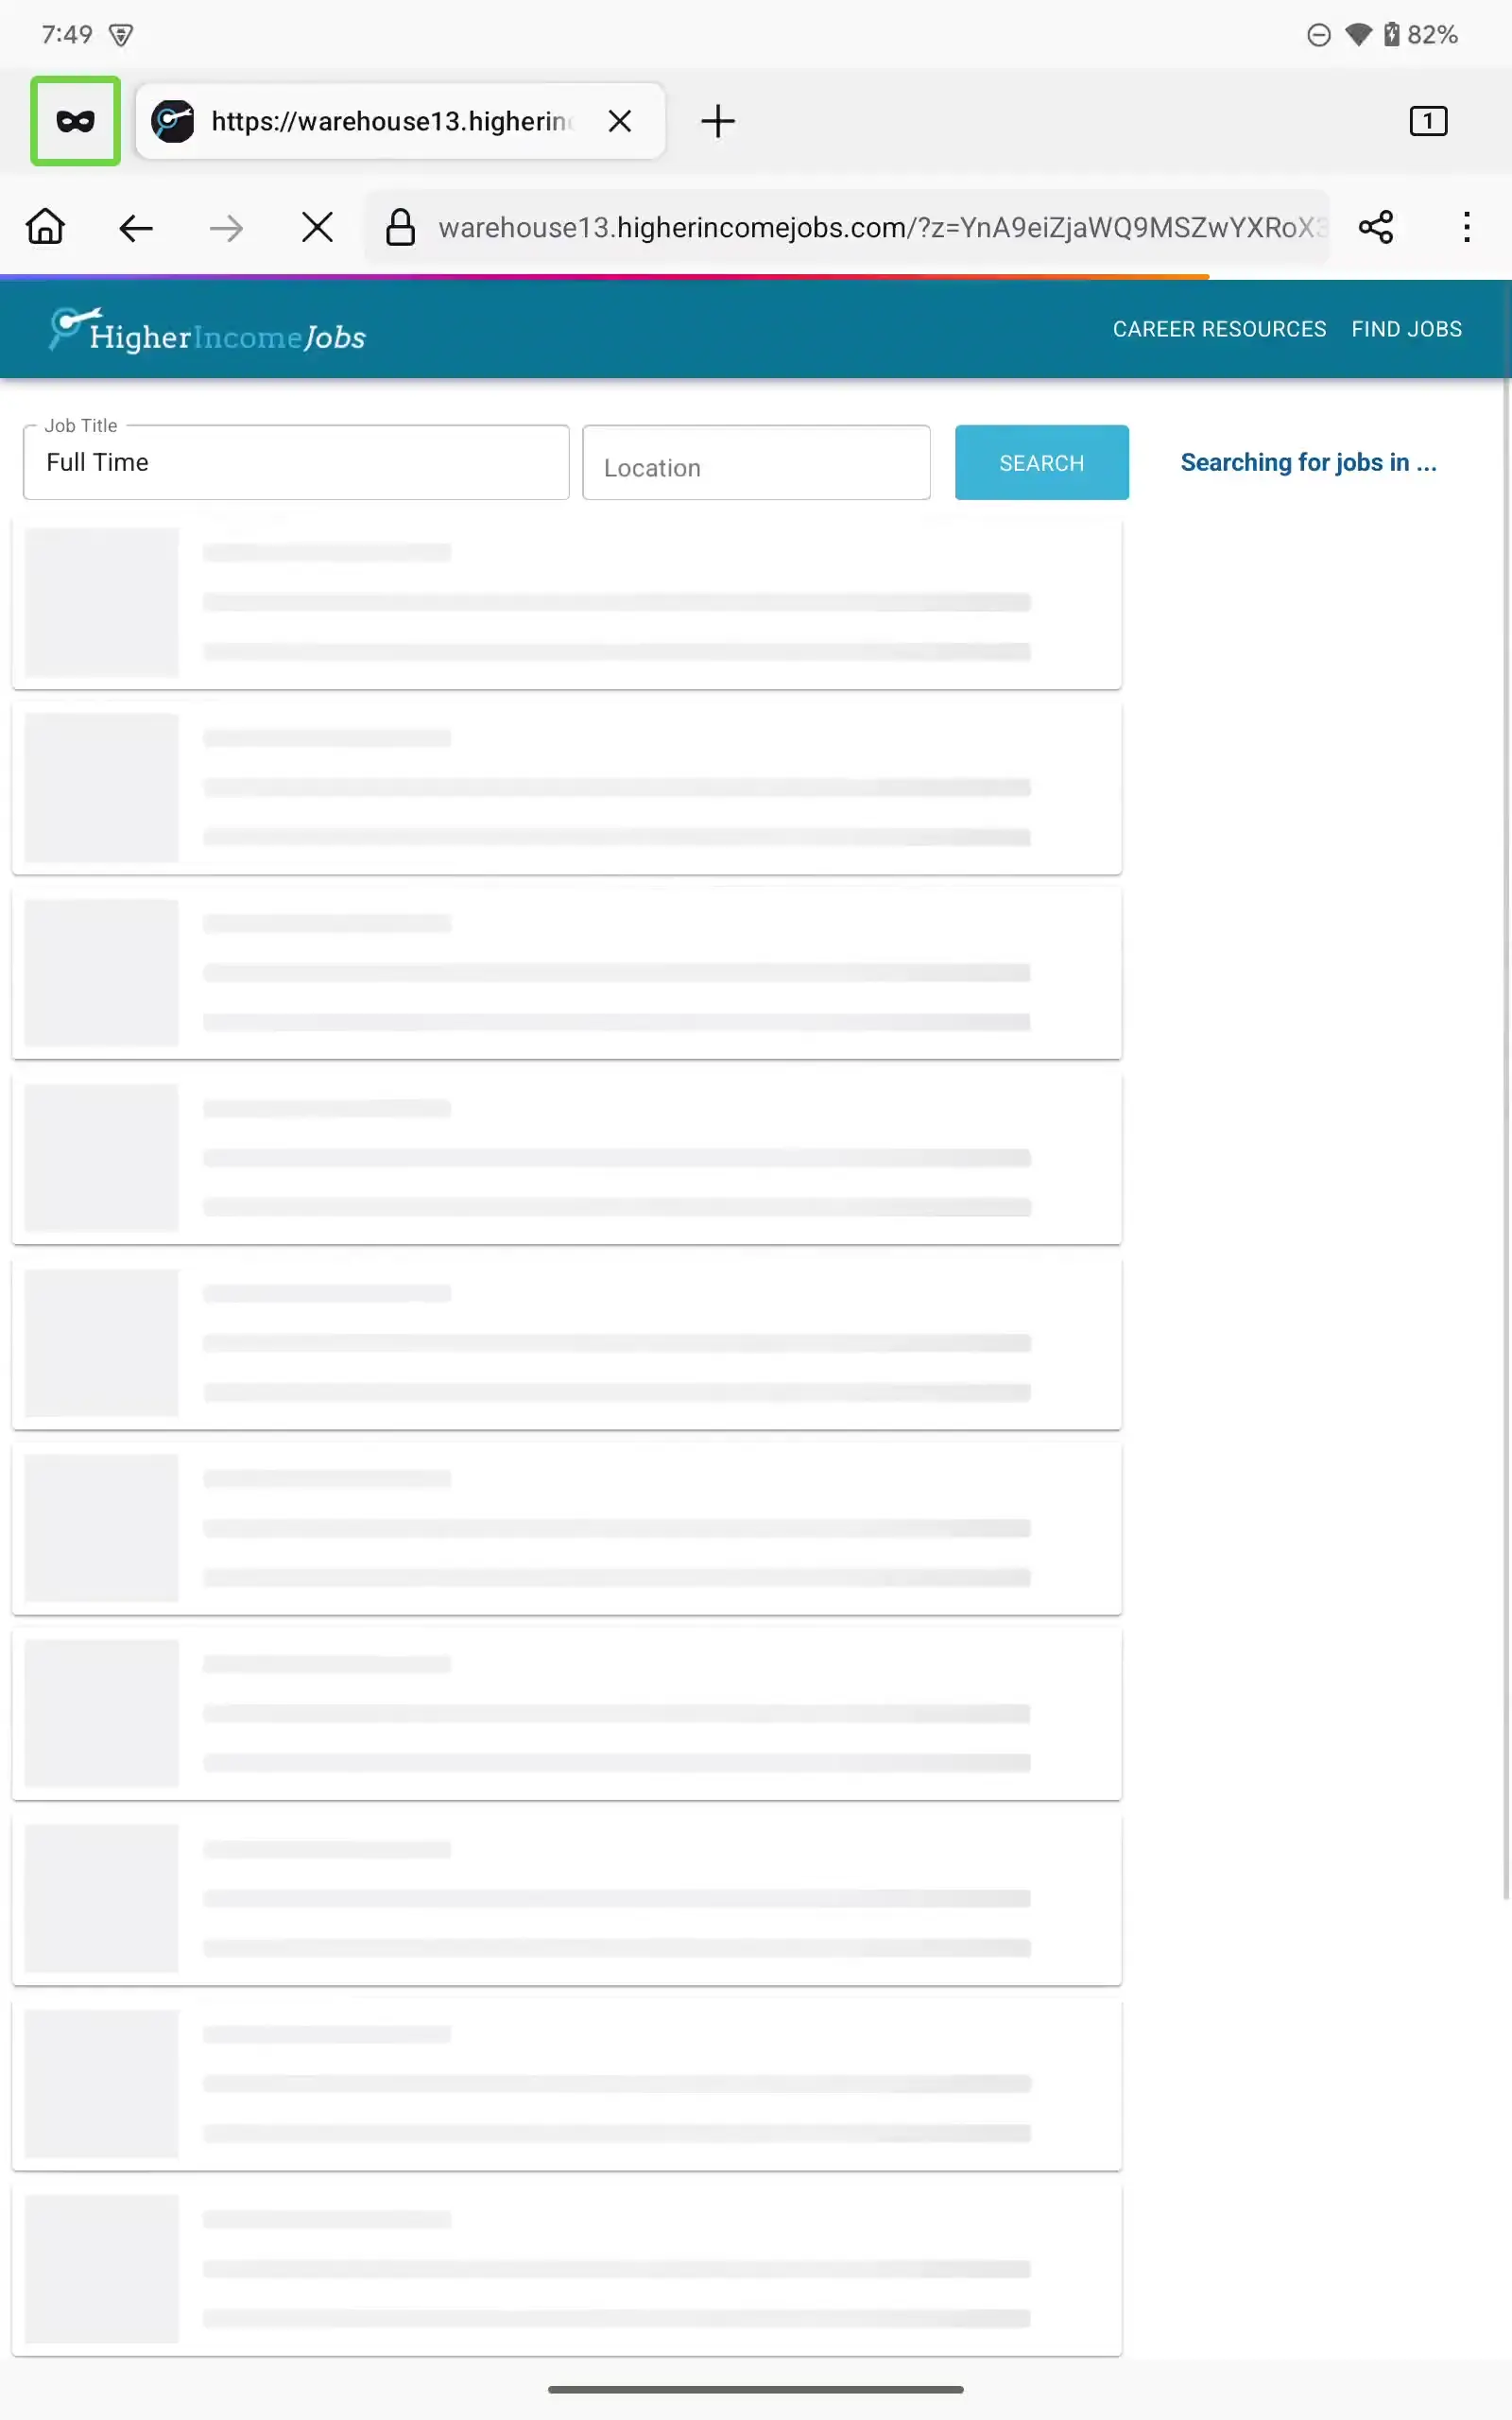 7:49
82%
https://warehouse13.higherin
1
warehouse13.higherincomejobs.com/?z=YnA9eiZjaWQ9MSZwYXRoX3
HigherIncomeJobs
CAREER RESOURCES FIND JOBS
Job Title
Full Time
Location
SEARCH
Searching for jobs in ...